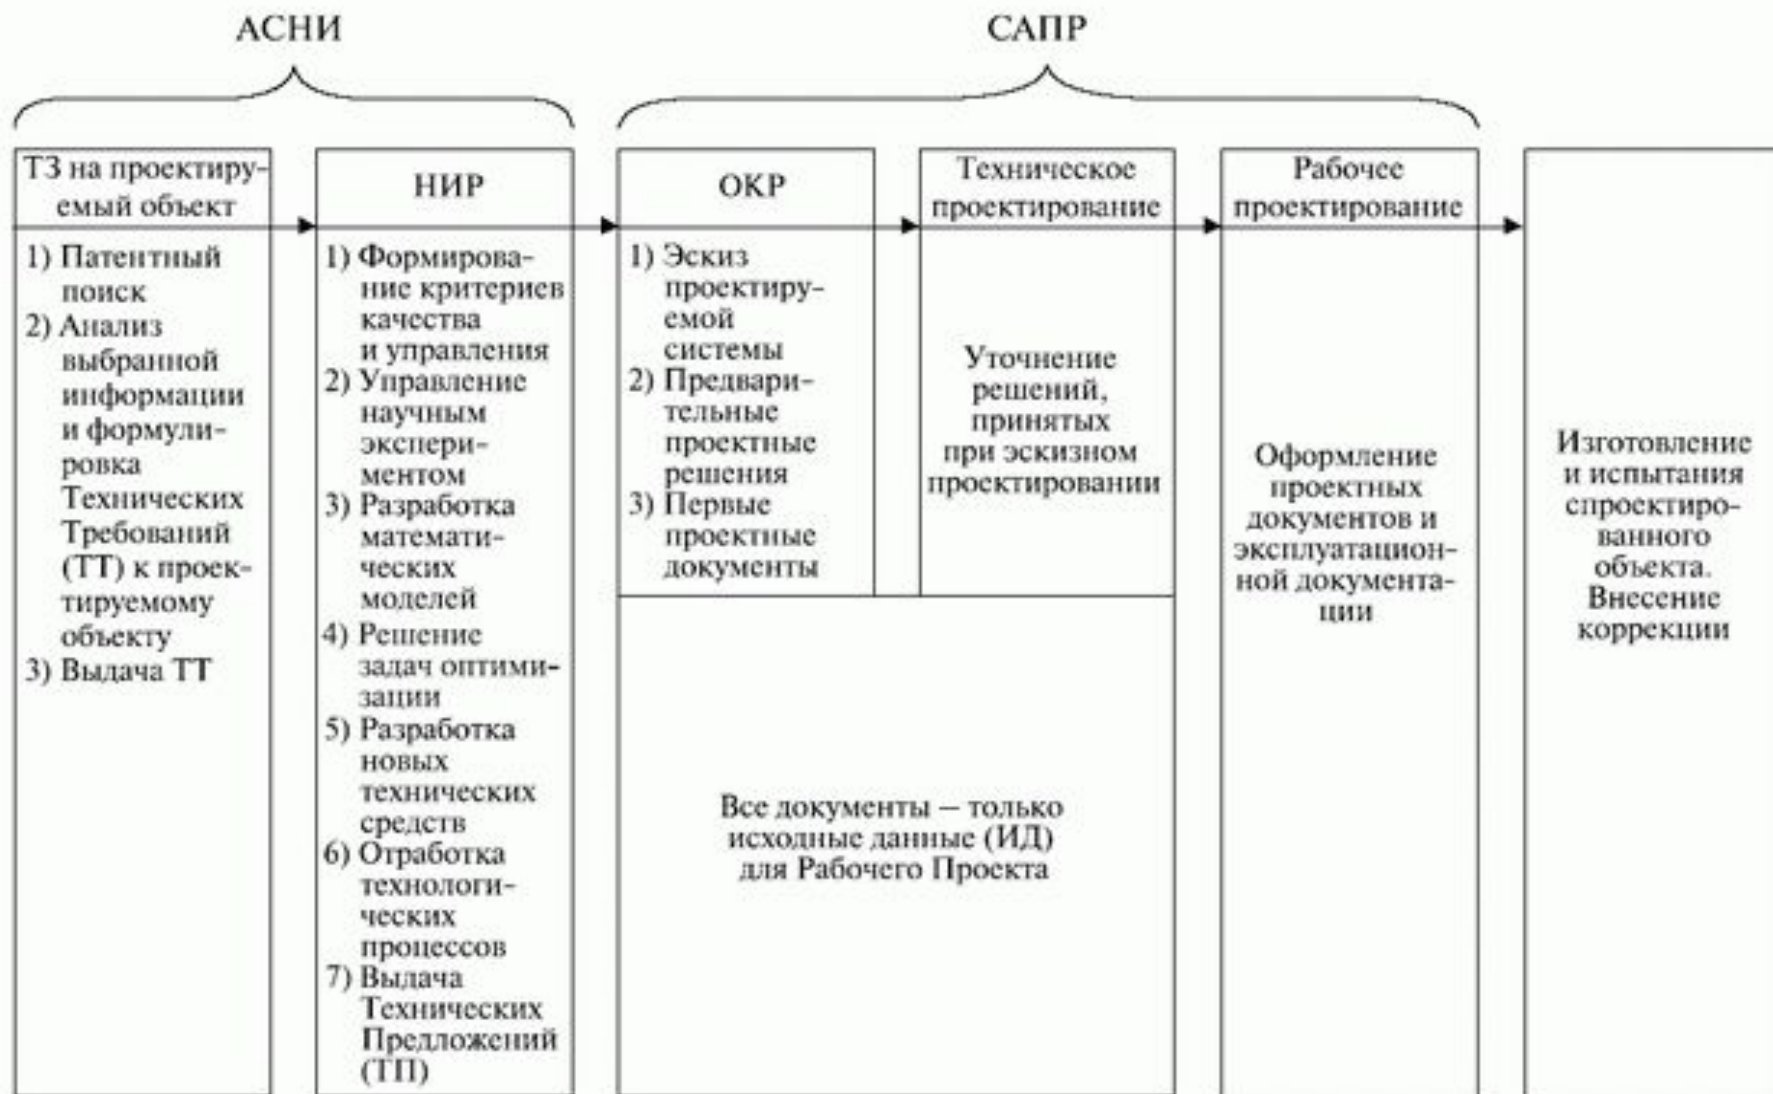 АСНИ
САПР
ТЗ на проектиру-
емый объект
1) Патентный
поиск
2) Анализ
выбранной
информации
и формули-
ровка
Технических
Требований
(ТТ) к проек-
тируемому
объекту
3) Выдача ТТ
НИР
1) Формирова-
ние критериев
качества
и управления
2) Управление
научным
экспери-
ментом
3) Разработка
математи-
ческих
моделей
4) Решение
задач оптими-
зации
5) Разработка
новых
технических
средств
6) Отработка
технологи-
ческих
процессов
7) Выдача
Технических
Предложений
(ТП)
ОКР
1) Эскиз
проектиру-
емой
системы
2) Предвари-
тельные
проектные
решения
3) Первые
проектные
документы
Техническое
проектирование
Уточнение
решений,
принятых
при эскизном
проектировании
Все документы — только
исходные данные (ИД)
для Рабочего Проекта
Рабочее
проектирование
Оформление
проектных
документов и
эксплуатацион-
ной документа-
ции
Изготовление
и испытания
спроектиро-
ванного
объекта.
Внесение
коррекции